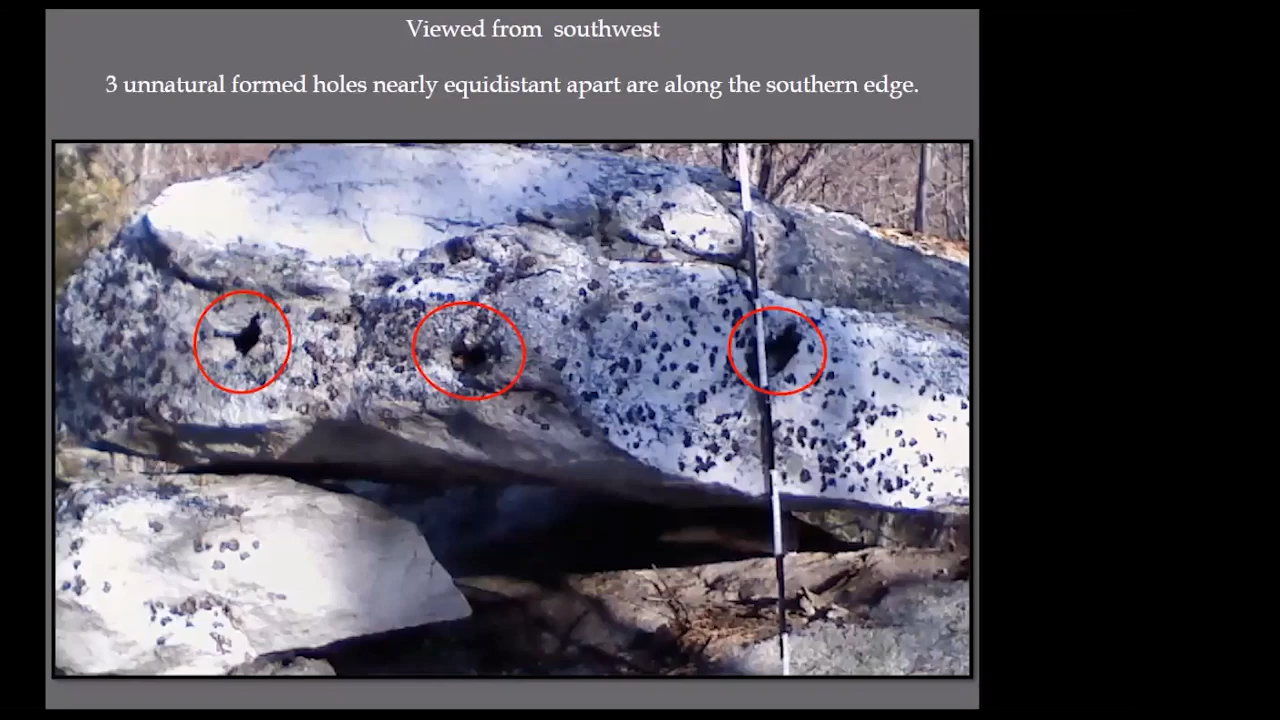 Viewed from  southwest
3 unnatural formed holes nearly equidistant apart are along the southern edge.